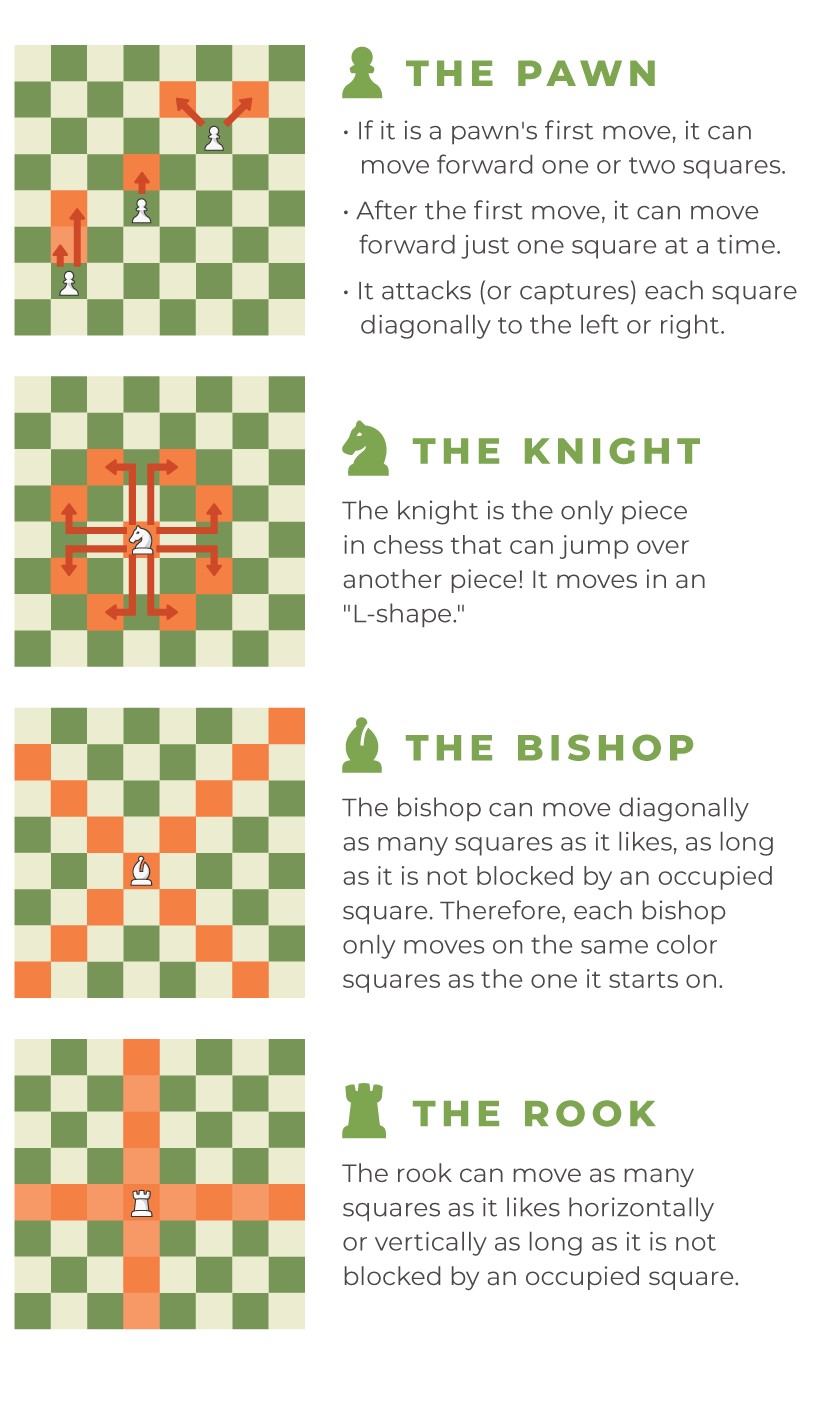 THE PAWN
• If it is a pawn's first move, it can
move forward one or two squares.
• After the first move, it can move
forward just one square at a time.
• It attacks (or captures) each square
diagonally to the left or right.
THE KNIGHT
The knight is the only piece
in chess that can jump over
another piece! It moves in an
"L-shape."
THE BISHOP
The bishop can move diagonally
as many squares as it likes, as long
as it is not blocked by an occupied
square. Therefore, each bishop
only moves on the same color
squares as the one it starts on.
THE ROOK
The rook can move as many
squares as it likes horizontally
or vertically as long as it is not
blocked by an occupied square.